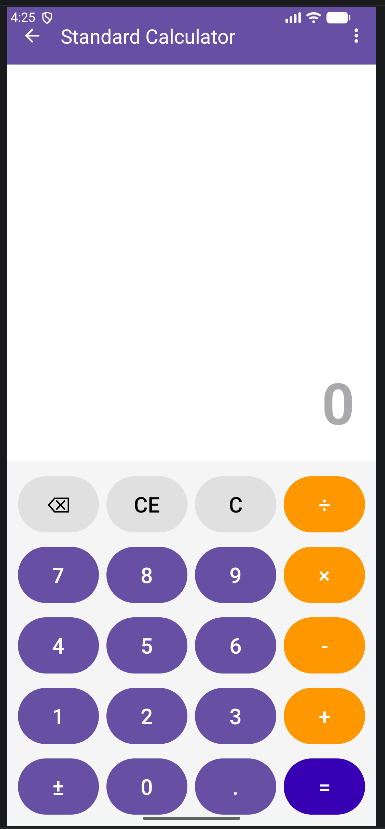 4:25
Standard Calculator
0
CE C ÷
7 8 9 ×
4 5 6 -
1 2 3 +
± 0 . =